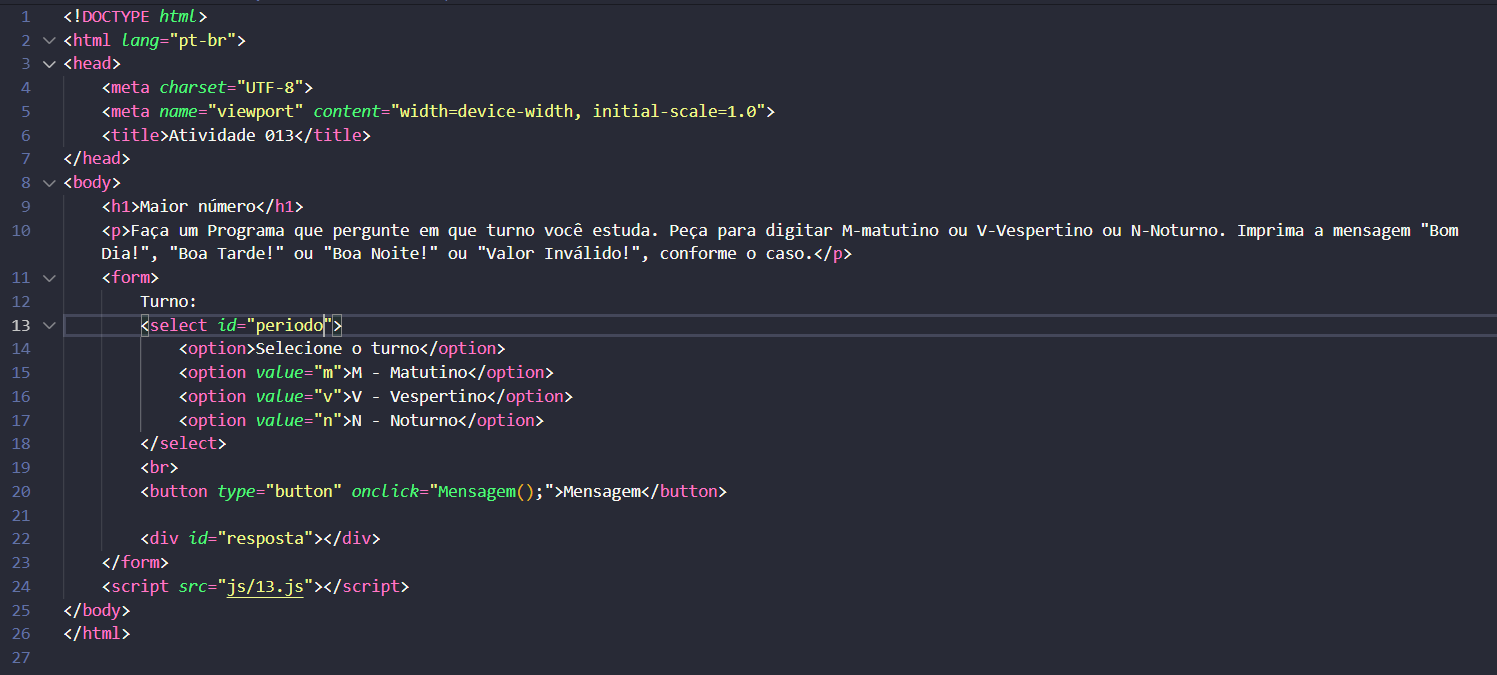 1 <!DOCTYPE html>
2 <html lang="pt-br">
3 <head>
4 <meta charset="UTF-8">
5 <meta name="viewport" content="width=device-width, initial-scale=1.0">
6 <title>Atividade 013</title>
7 </head>
8 <body>
9 <h1>Maior número</h1>
10 <p>Faça um Programa que pergunte em que turno você estuda. Peça para digitar M-matutino ou V-Vespertino ou N-Noturno. Imprima a mensagem "Bom
Dia!", "Boa Tarde!" ou "Boa Noite!" ou "Valor Inválido!", conforme o caso.</p>
11 <form>
12 Turno:
13 <select id="periodo">
14 <option>Selecione o turno</option>
15 <option value="m">M - Matutino</option>
16 <option value="v">V - Vespertino</option>
17 <option value="n">N - Noturno</option>
18 </select>
19 <br>
20 <button type="button" onclick="Mensagem();">Mensagem</button>
21
22 <div id="resposta"></div>
23 </form>
24 <script src="js/13.js"></script>
25 </body>
26 </html>
27